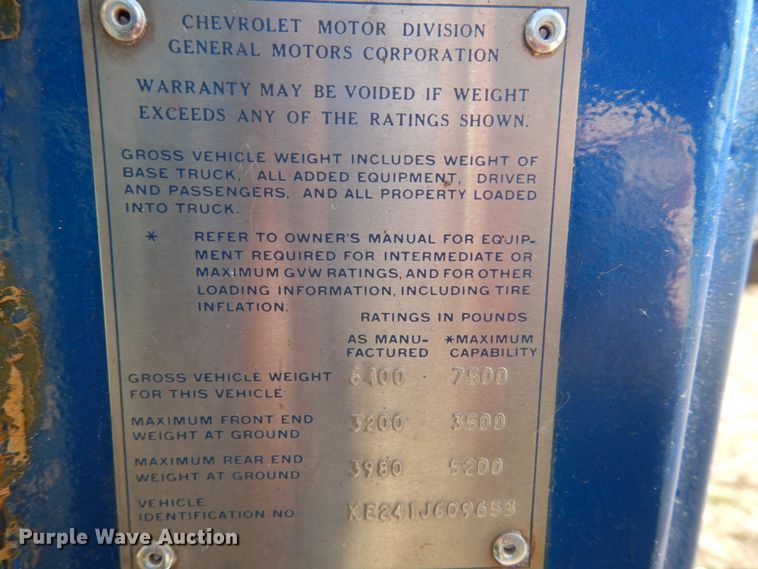 CHEVROLET MOTOR DIVISION
GENERAL MOTORS CORPORATION
WARRANTY MAY BE VOIDED IF WEIGHT
EXCEEDS ANY OF THE RATINGS SHOWN.
GROSS VEHICLE WEIGHT INCLUDES WEIGHT OF
BASE TRUCK, ALL ADDED EQUIPMENT, DRIVER
AND PASSENGERS, AND ALL PROPERTY LOADED
INTO TRUCK.
* REFER TO OWNER'S MANUAL FOR EQUIP-
MENT REQUIRED FOR INTERMEDIATE OR
MAXIMUM GVW RATINGS, AND FOR OTHER
LOADING INFORMATION, INCLUDING TIRE
INFLATION.
RATINGS IN POUNDS
AS MANU- *MAXIMUM
FACTURED CAPABILITY
GROSS VEHICLE WEIGHT 6400 7500
FOR THIS VEHICLE
MAXIMUM FRONT END 3200 3500
WEIGHT AT GROUND
MAXIMUM REAR END 3980 5200
WEIGHT AT GROUND
VEHICLE
IDENTIFICATION NO. KE241J609653
Purple Wave Auction